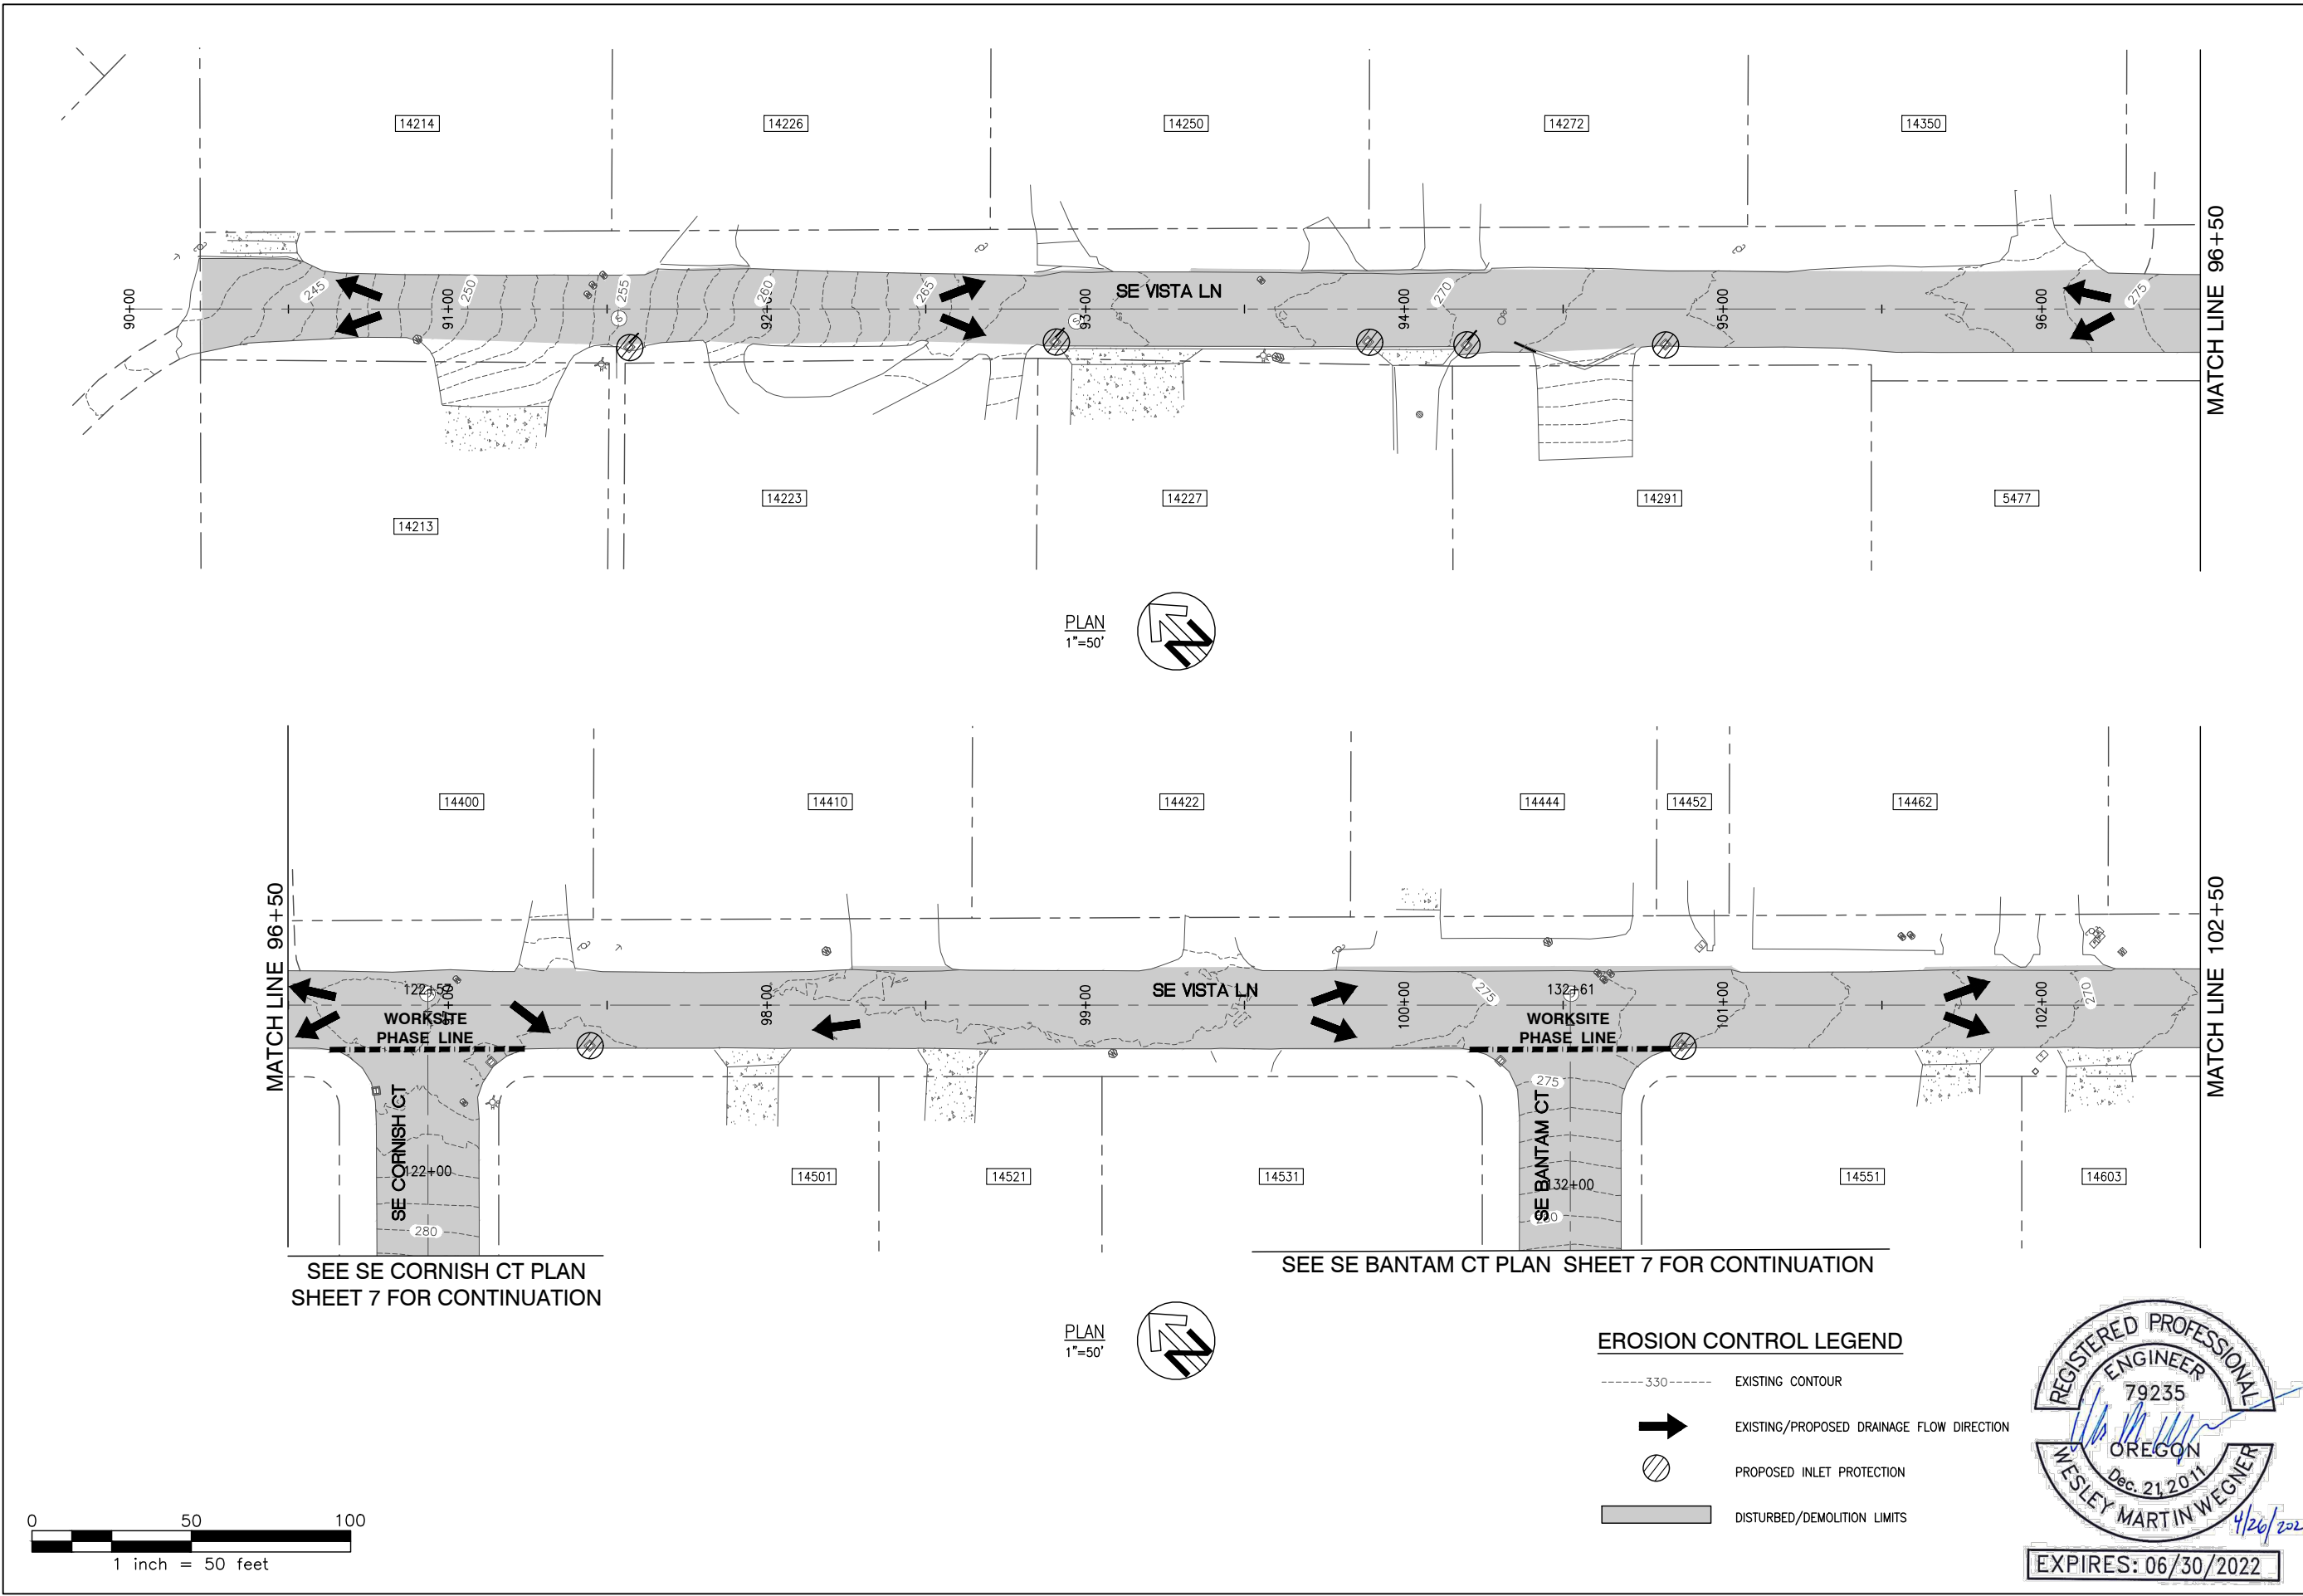 14214
14226
14250
14272
14350
90+00
245
91+00
250
255
92+00
260
265
93+00
SE VISTA LN
94+00
270
95+00
96+00
275
MATCH LINE 96+50
14213
14223
14227
14291
5477
PLAN
1"=50'
14400
14410
14422
14444
14452
14462
MATCH LINE 96+50
122+59
97+00
WORKSITE
PHASE LINE
98+00
99+00
SE VISTA LN
100+00
275
132+61
WORKSITE
PHASE LINE
101+00
102+00
270
MATCH LINE 102+50
SE CORNISH CT
122+00
280
14501
14521
14531
275
SE BANTAM CT
132+00
280
14551
14603
SEE SE CORNISH CT PLAN
SHEET 7 FOR CONTINUATION
SEE SE BANTAM CT PLAN SHEET 7 FOR CONTINUATION
PLAN
1"=50'
EROSION CONTROL LEGEND
330
EXISTING CONTOUR
EXISTING/PROPOSED DRAINAGE FLOW DIRECTION
PROPOSED INLET PROTECTION
DISTURBED/DEMOLITION LIMITS
REGISTERED PROFESSIONAL
ENGINEER
79235
OREGON
Dec. 21, 2011
WESLEY MARTIN WEGNER
EXPIRES: 06/30/2022
0 50 100
1 inch = 50 feet